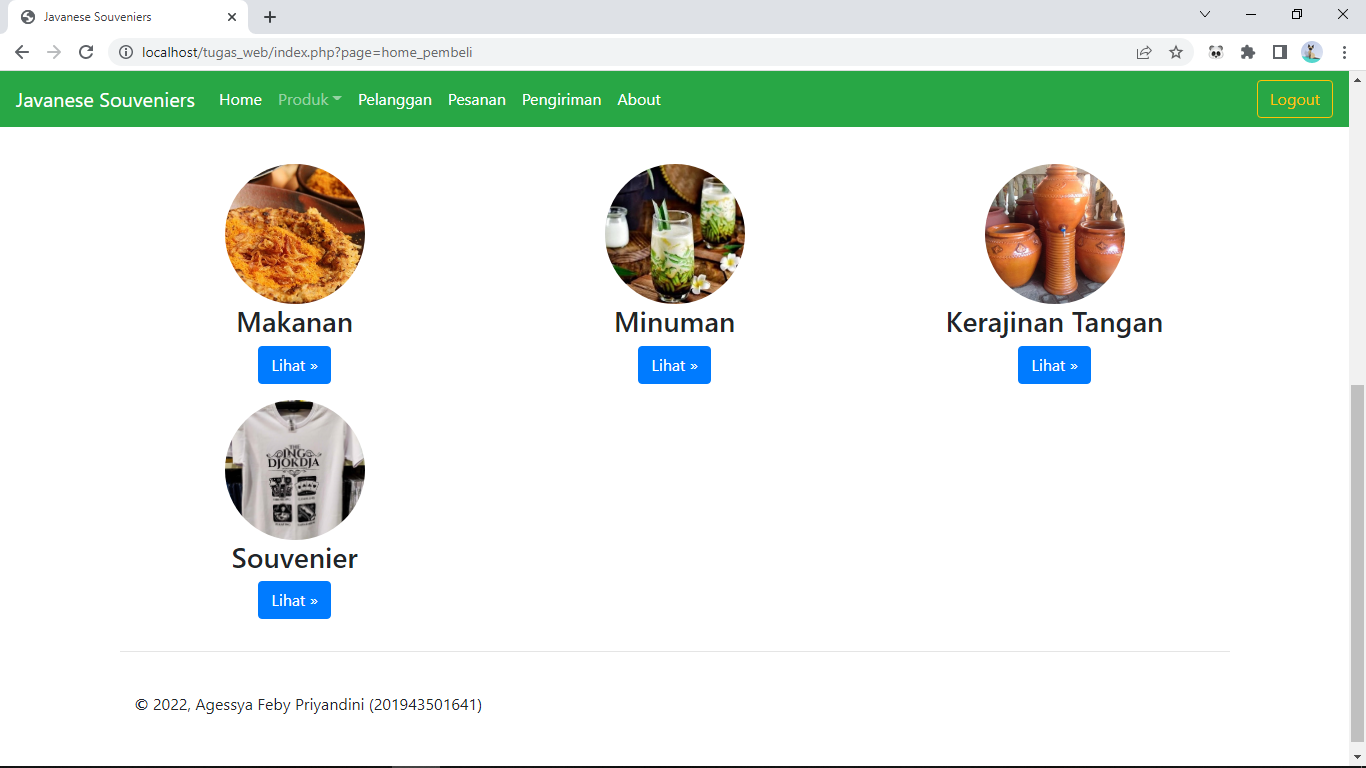 Javanese Souveniers
localhost/tugas_web/index.php?page=home_pembeli
Javanese Souveniers Home Produk Pelanggan Pesanan Pengiriman About Logout
Makanan Minuman Kerajinan Tangan
Lihat » Lihat » Lihat »
THE
ING
DJOKDJA
Souvenier
Lihat »
© 2022, Agessya Feby Priyandini (201943501641)